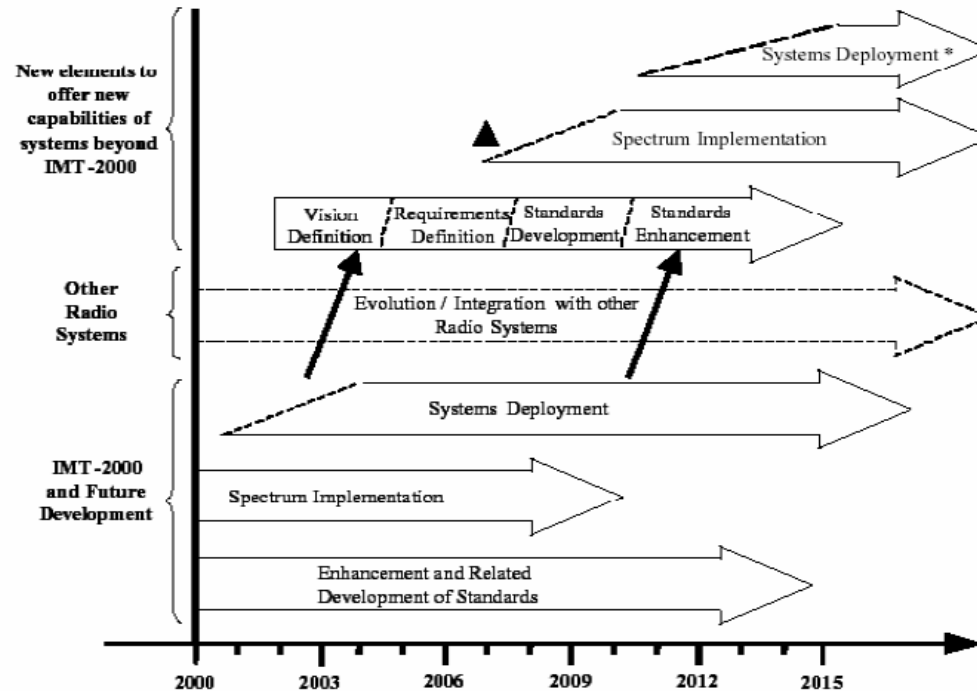 New elements to
offer new
capabilities of
systems beyond
IMT-2000
Systems Deployment *
Spectrum Implementation
Vision
Definition
Requirements
Definition
Standards
Development
Standards
Enhancement
Other
Radio
Systems
Evolution / Integration with other
Radio Systems
IMT-2000
and Future
Development
Systems Deployment
Spectrum Implementation
Enhancement and Related
Development of Standards
2000
2003
2006
2009
2012
2015